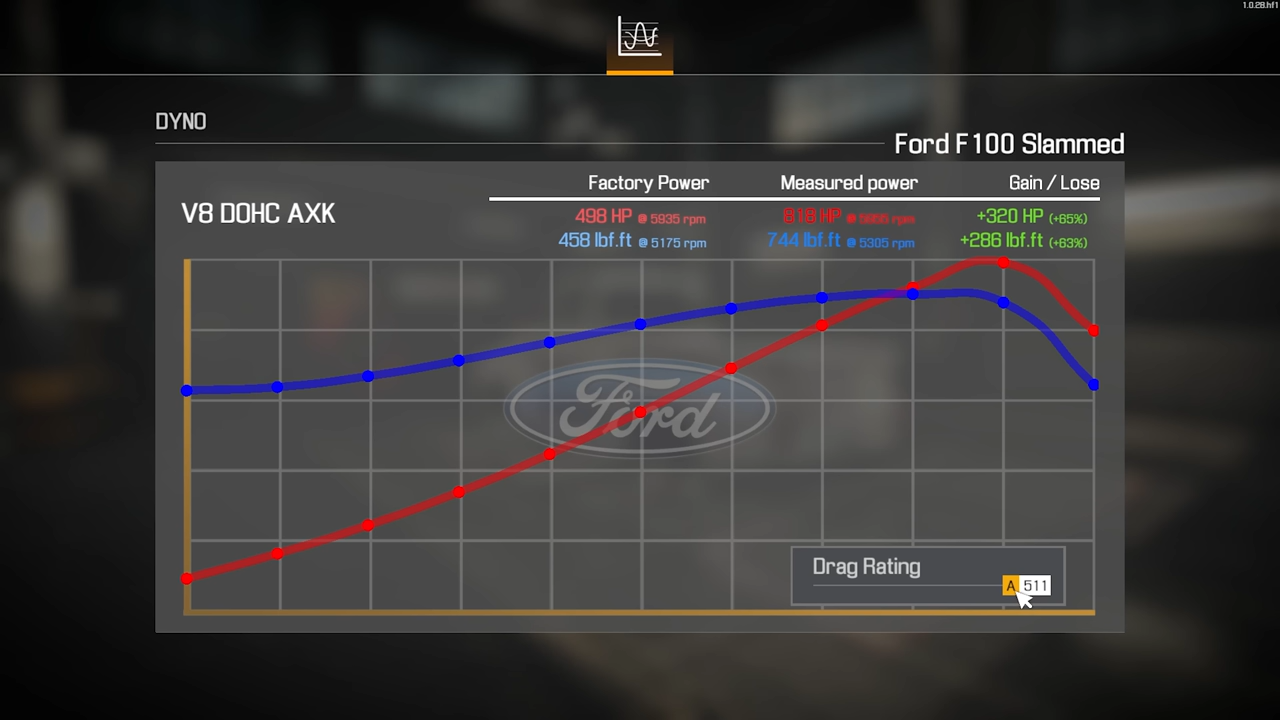 1.0.28.hf1
DYNO
Ford F100 Slammed
Factory Power Measured power Gain / Lose
V8 DOHC AXK
498 HP @ 5935 rpm 818 HP +320 HP (+65%)
458 lbf.ft @ 5175 rpm 744 lbf.ft @ 5305 rpm +286 lbf.ft (+63%)
Ford
Drag Rating
A 511